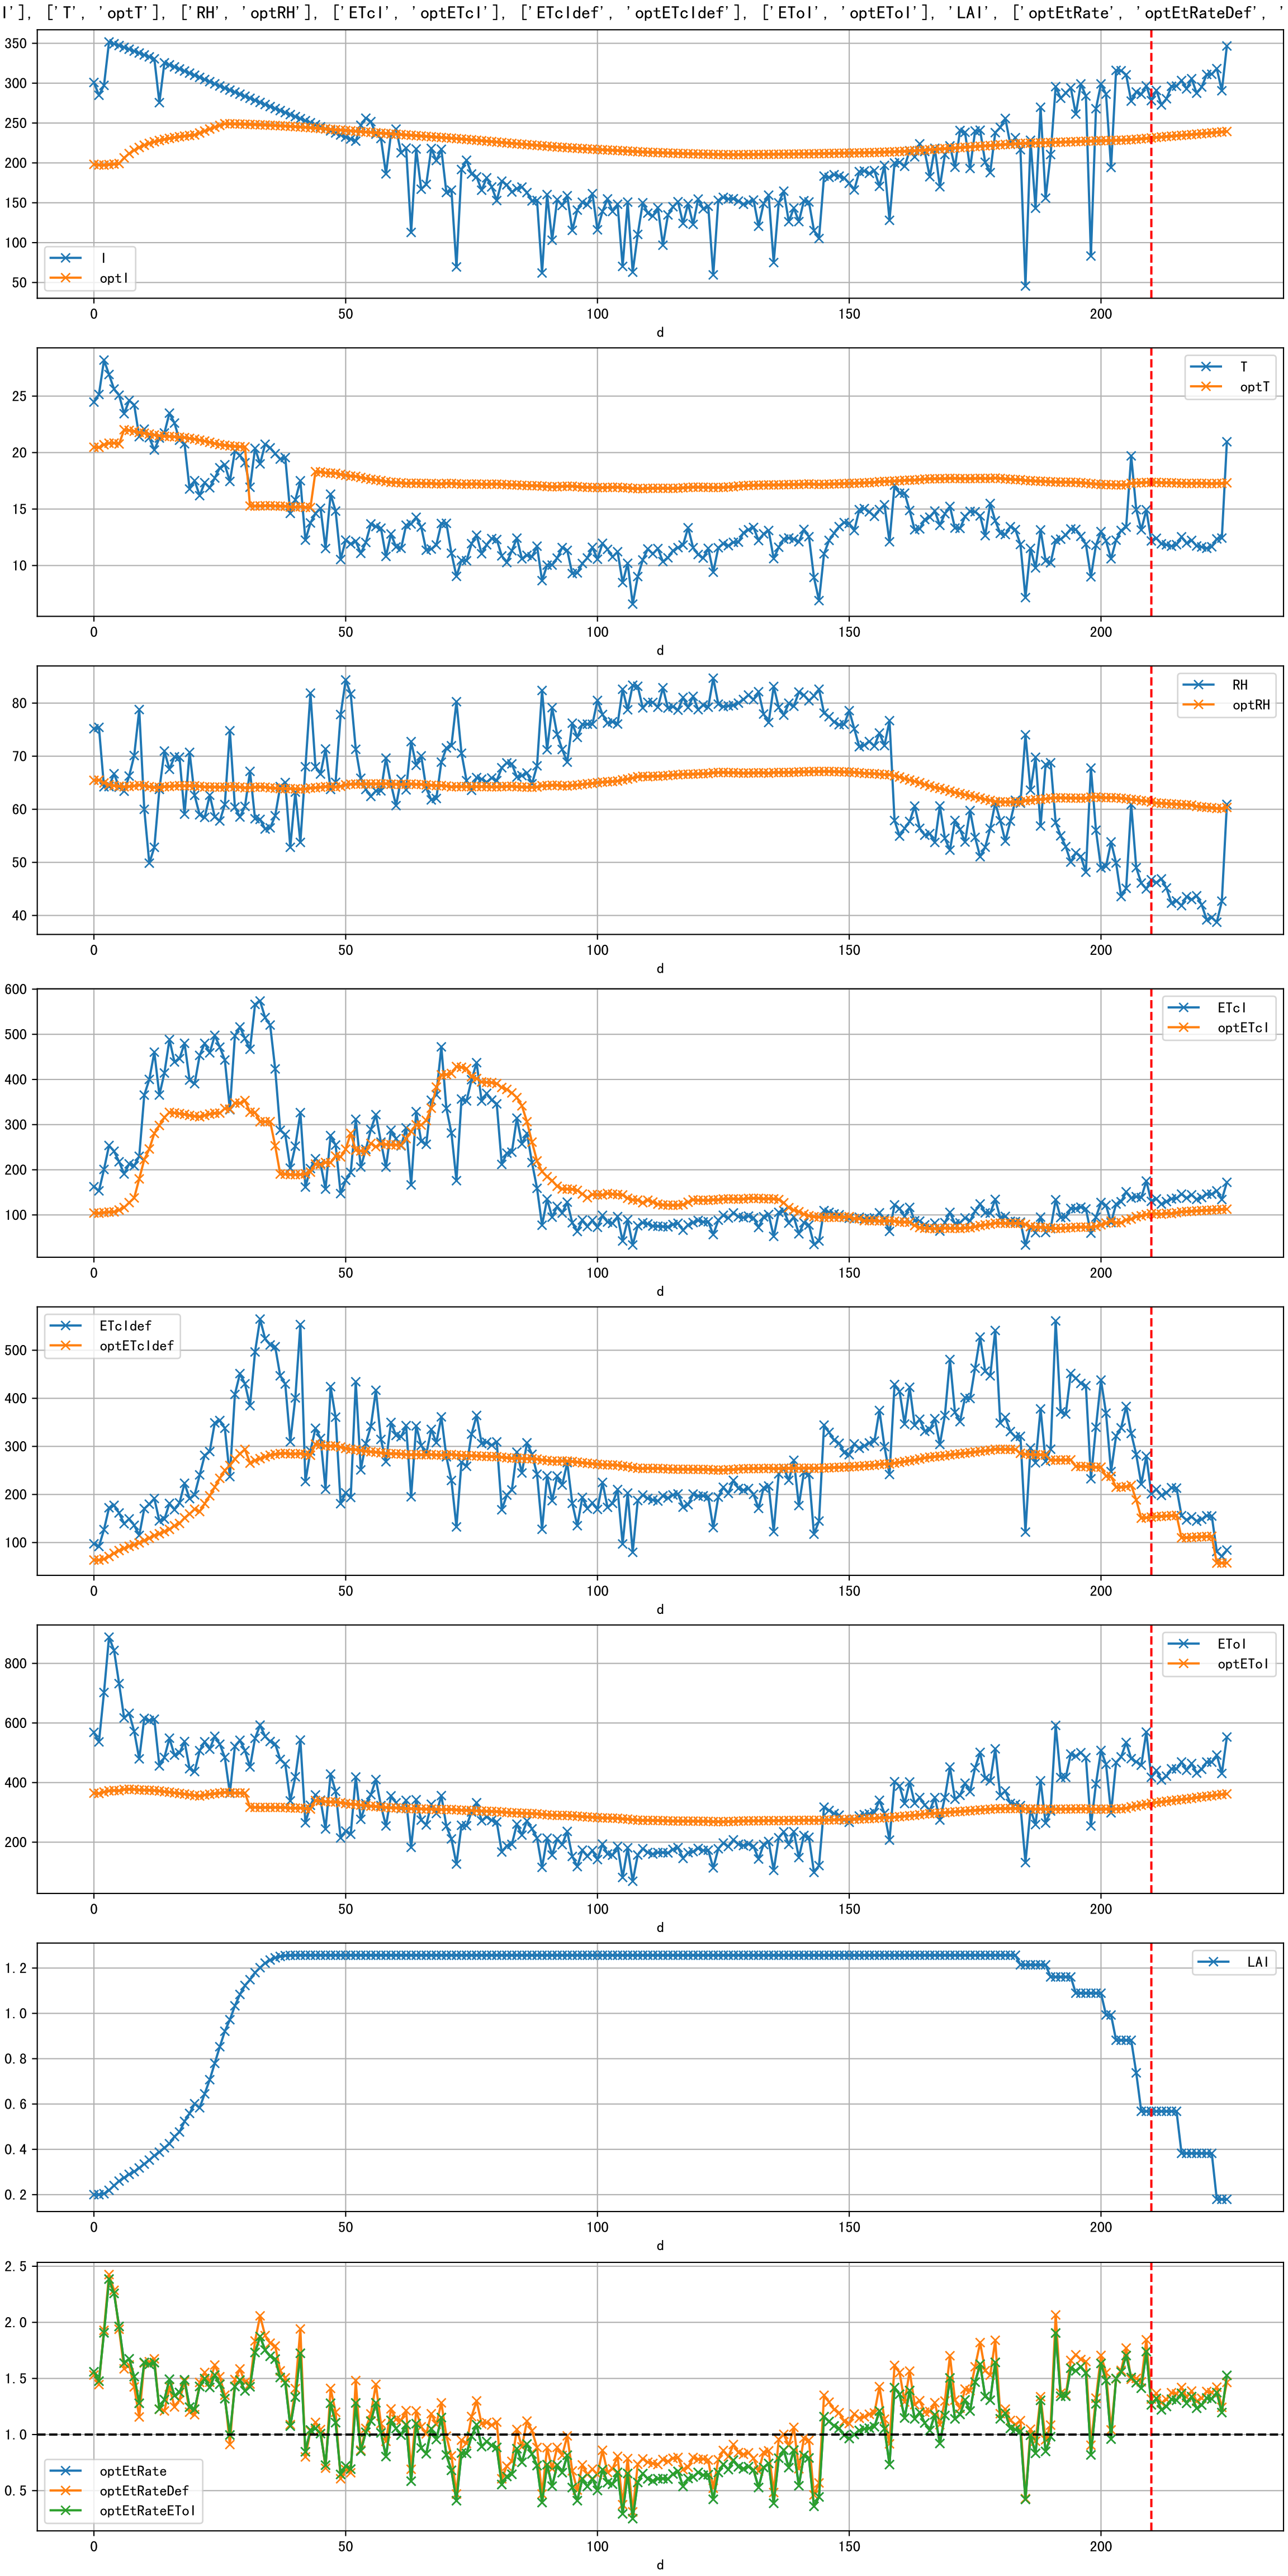 I'], ['T', 'optT'], ['RH', 'optRH'], ['ETcI', 'optETcI'], ['ETcIdef', 'optETcIdef'], ['EToI', 'optEToI'], 'LAI', ['optEtRate', 'optEtRateDef', '
350
300
250
200
150
100
50
I
optI
0 50 100 150 200
d
25
20
15
10
T
optT
0 50 100 150 200
d
80
70
60
50
40
RH
optRH
0 50 100 150 200
d
600
500
400
300
200
100
ETcI
optETcI
0 50 100 150 200
d
500
400
300
200
100
ETcIdef
optETcIdef
0 50 100 150 200
d
800
600
400
200
EToI
optEToI
0 50 100 150 200
d
1.2
1.0
0.8
0.6
0.4
0.2
LAI
0 50 100 150 200
d
2.5
2.0
1.5
1.0
0.5
optEtRate
optEtRateDef
optEtRateEToI
0 50 100 150 200
d